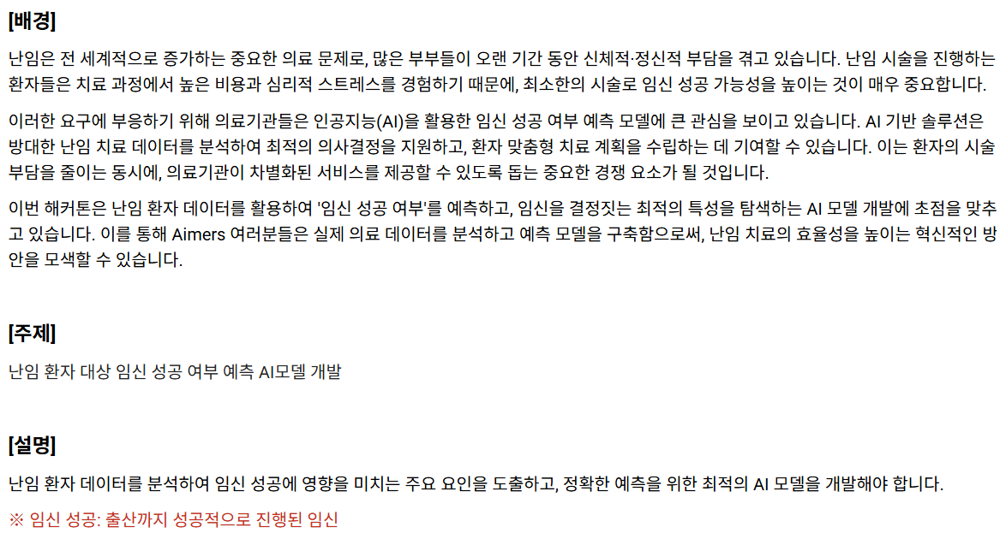 [배경]
난임은 전 세계적으로 증가하는 중요한 의료 문제로, 많은 부부들이 오랜 기간 동안 신체적·정신적 부담을 겪고 있습니다. 난임 시술을 진행하는
환자들은 치료 과정에서 높은 비용과 심리적 스트레스를 경험하기 때문에, 최소한의 시술로 임신 성공 가능성을 높이는 것이 매우 중요합니다.
이러한 요구에 부응하기 위해 의료기관들은 인공지능(AI)을 활용한 임신 성공 여부 예측 모델에 큰 관심을 보이고 있습니다. AI 기반 솔루션은
방대한 난임 치료 데이터를 분석하여 최적의 의사결정을 지원하고, 환자 맞춤형 치료 계획을 수립하는 데 기여할 수 있습니다. 이는 환자의 시술
부담을 줄이는 동시에, 의료기관이 차별화된 서비스를 제공할 수 있도록 돕는 중요한 경쟁 요소가 될 것입니다.
이번 해커톤은 난임 환자 데이터를 활용하여 '임신 성공 여부'를 예측하고, 임신을 결정짓는 최적의 특성을 탐색하는 AI 모델 개발에 초점을 맞추
고 있습니다. 이를 통해 Aimers 여러분들은 실제 의료 데이터를 분석하고 예측 모델을 구축함으로써, 난임 치료의 효율성을 높이는 혁신적인 방
안을 모색할 수 있습니다.
[주제]
난임 환자 대상 임신 성공 여부 예측 AI모델 개발
[설명]
난임 환자 데이터를 분석하여 임신 성공에 영향을 미치는 주요 요인을 도출하고, 정확한 예측을 위한 최적의 AI 모델을 개발해야 합니다.
※ 임신 성공: 출산까지 성공적으로 진행된 임신